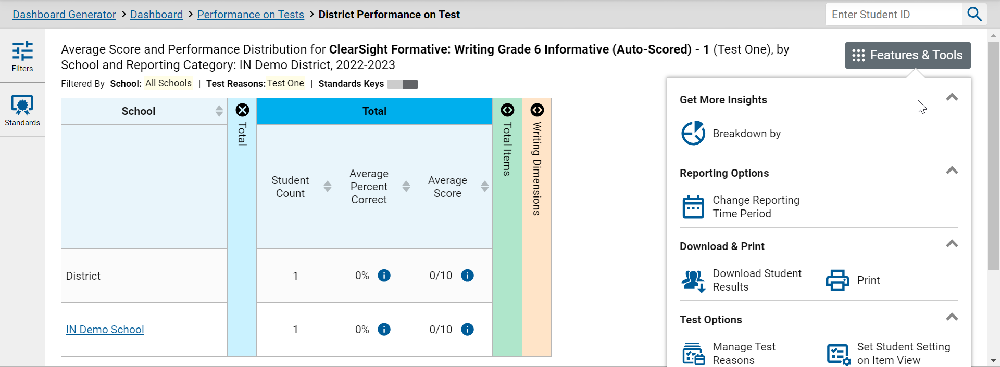 Dashboard Generator > Dashboard > Performance on Tests > District Performance on Test
Enter Student ID
Filters
Standards
Average Score and Performance Distribution for ClearSight Formative: Writing Grade 6 Informative (Auto-Scored) - 1 (Test One), by
School and Reporting Category: IN Demo District, 2022-2023
Filtered By School: All Schools | Test Reasons: Test One | Standards Keys
School
Total
Total
Total Items
Writing Dimensions
Student
Count
Average
Percent
Correct
Average
Score
District 1 0% 0/10
IN Demo School 1 0% 0/10
Features & Tools
Get More Insights
Breakdown by
Reporting Options
Change Reporting
Time Period
Download & Print
Download Student
Results
Print
Test Options
Manage Test
Reasons
Set Student Setting
on Item View